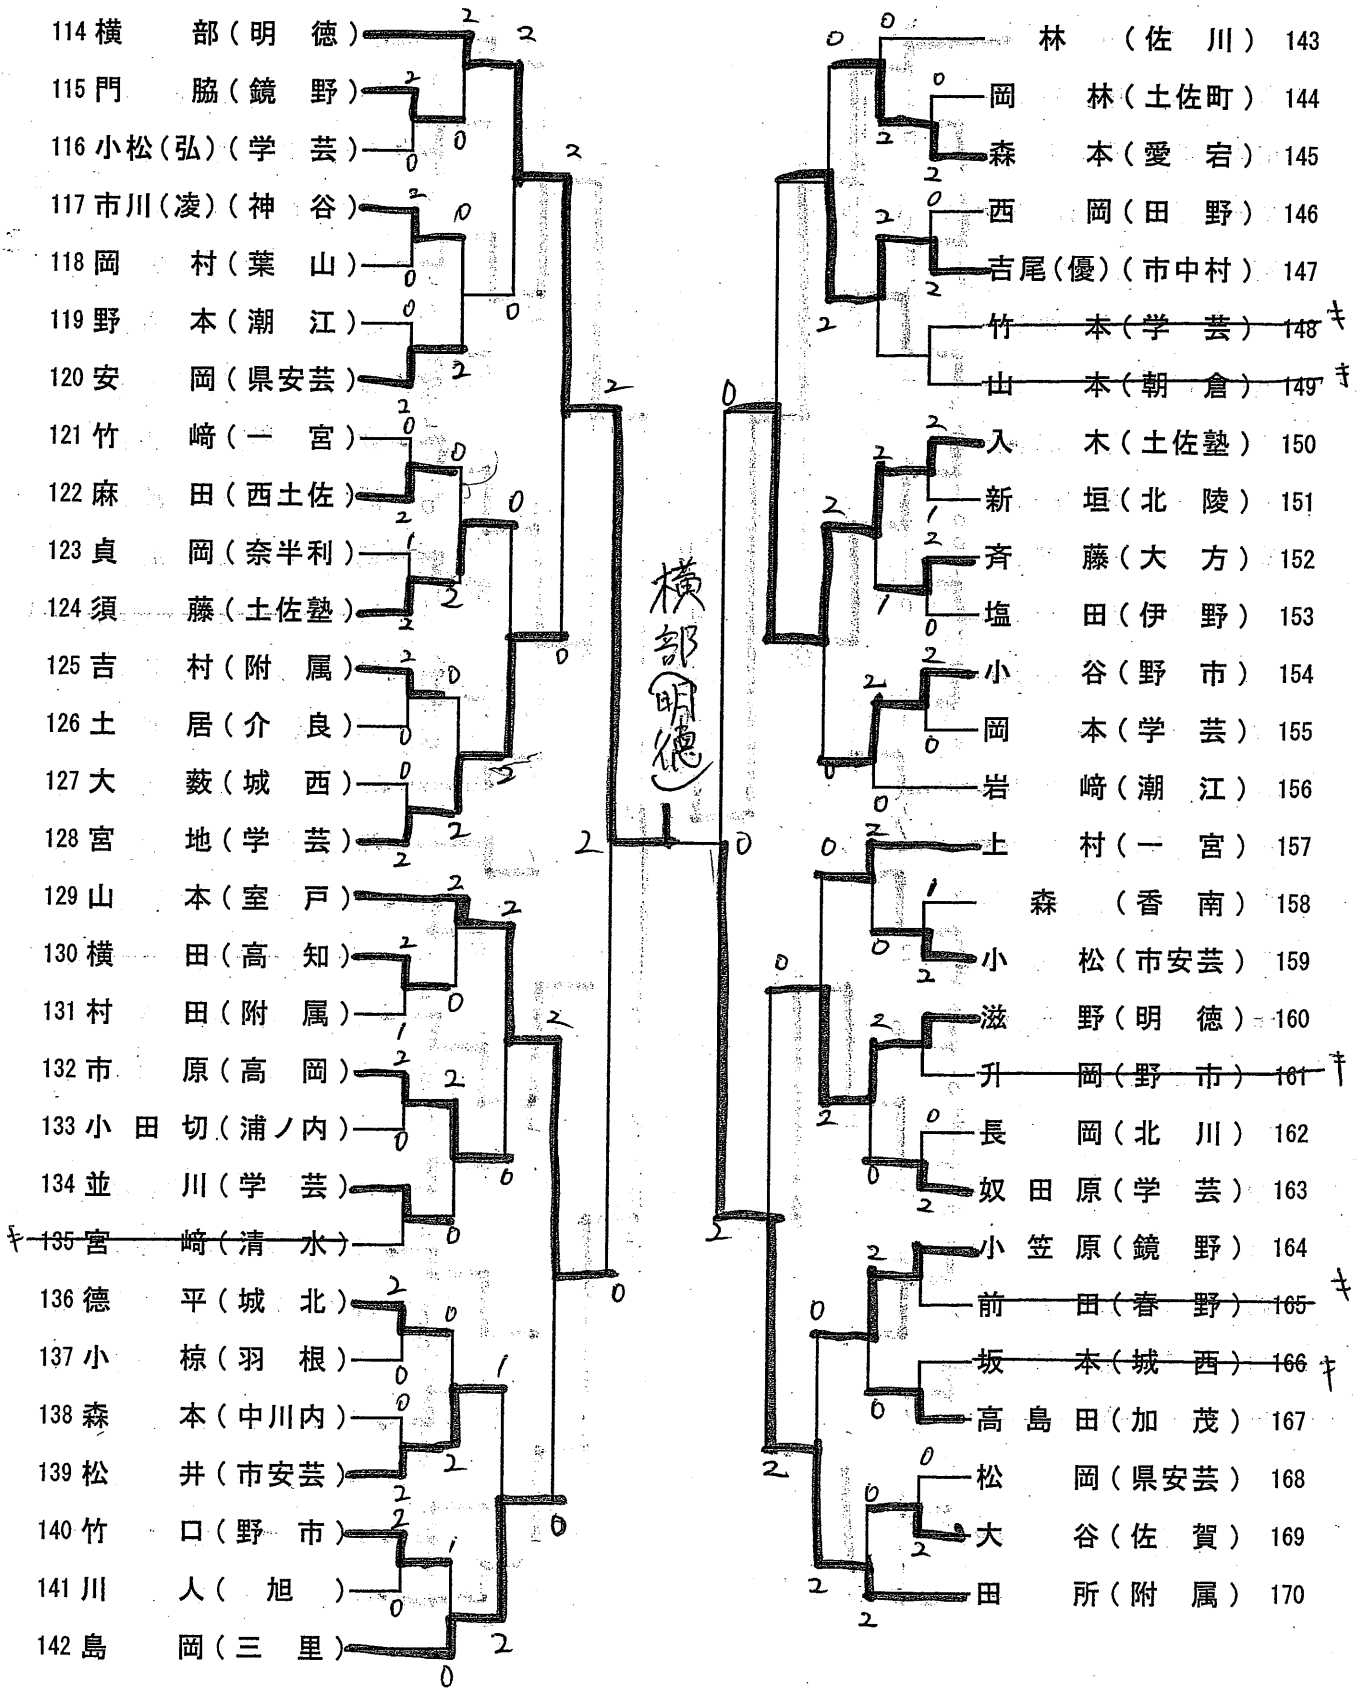 114 横 部 ( 明 徳 )
115 門 脇 ( 鏡 野 )
116 小松(弘) ( 学 芸 )
117 市川(凌) ( 神 谷 )
118 岡 村 ( 葉 山 )
119 野 本 ( 潮 江 )
120 安 岡 ( 県安芸 )
121 竹 﨑 ( 一 宮 )
122 麻 田 ( 西土佐 )
123 貞 岡 ( 奈半利 )
124 須 藤 ( 土佐塾 )
125 吉 村 ( 附 属 )
126 土 居 ( 介 良 )
127 大 薮 ( 城 西 )
128 宮 地 ( 学 芸 )
129 山 本 ( 室 戸 )
130 横 田 ( 高 知 )
131 村 田 ( 附 属 )
132 市 原 ( 高 岡 )
133 小 田 切 ( 浦ノ内 )
134 並 川 ( 学 芸 )
キ 135 宮 﨑 ( 清 水 )
136 德 平 ( 城 北 )
137 小 椋 ( 羽 根 )
138 森 本 ( 中川内 )
139 松 井 ( 市安芸 )
140 竹 口 ( 野 市 )
141 川 人 ( 旭 )
142 島 岡 ( 三 里 )
横部(明徳)
林 ( 佐 川 ) 143
岡 林 ( 土佐町 ) 144
森 本 ( 愛 宕 ) 145
西 岡 ( 田 野 ) 146
吉尾(優) ( 市中村 ) 147
竹 本 ( 学 芸 ) 148 キ
山 本 ( 朝 倉 ) 149 キ
入 木 ( 土佐塾 ) 150
新 垣 ( 北 陵 ) 151
斉 藤 ( 大 方 ) 152
塩 田 ( 伊 野 ) 153
小 谷 ( 野 市 ) 154
岡 本 ( 学 芸 ) 155
岩 﨑 ( 潮 江 ) 156
上 村 ( 一 宮 ) 157
森 ( 香 南 ) 158
小 松 ( 市安芸 ) 159
滋 野 ( 明 徳 ) 160
升 岡 ( 野 市 ) 161 キ
長 岡 ( 北 川 ) 162
奴 田 原 ( 学 芸 ) 163
小 笠 原 ( 鏡 野 ) 164
前 田 ( 春 野 ) 165 キ
坂 本 ( 城 西 ) 166 キ
高 島 田 ( 加 茂 ) 167
松 岡 ( 県安芸 ) 168
大 谷 ( 佐 賀 ) 169
田 所 ( 附 属 ) 170